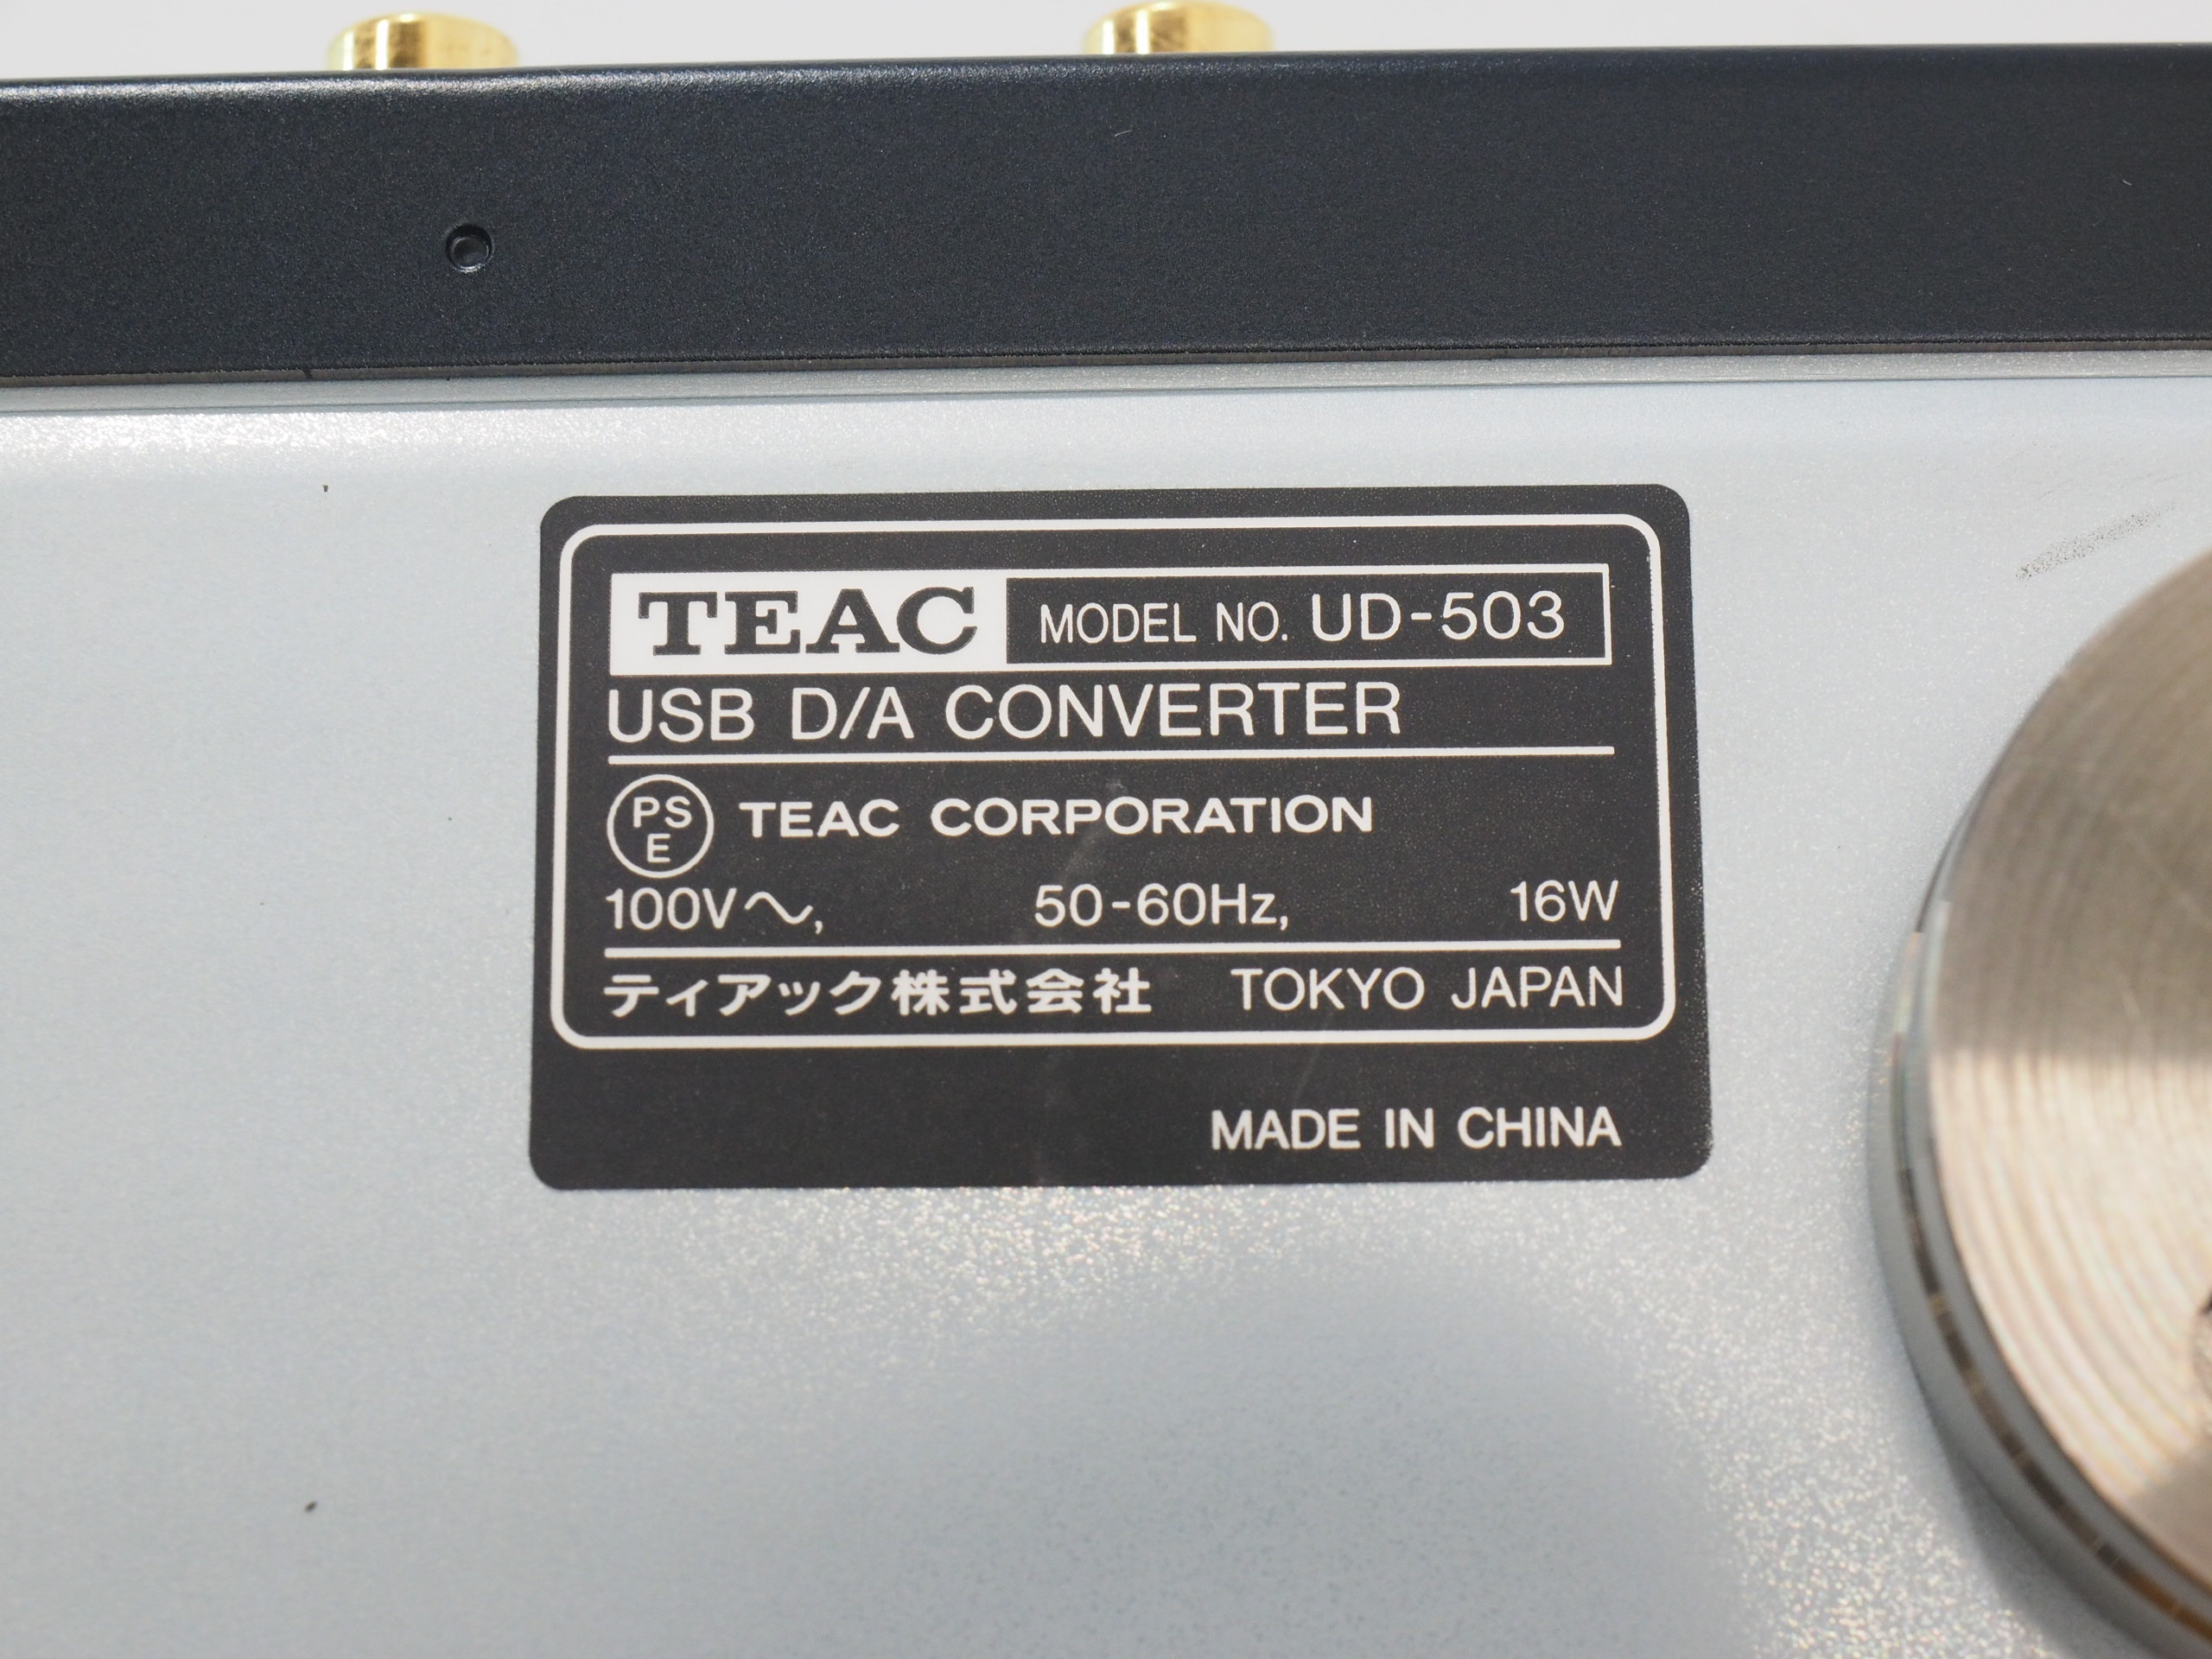 TEAC MODEL NO. UD-503
USB D/A CONVERTER
PS E TEAC CORPORATION
100V〜, 50-60Hz, 16W
ティアック株式会社 TOKYO JAPAN
MADE IN CHINA